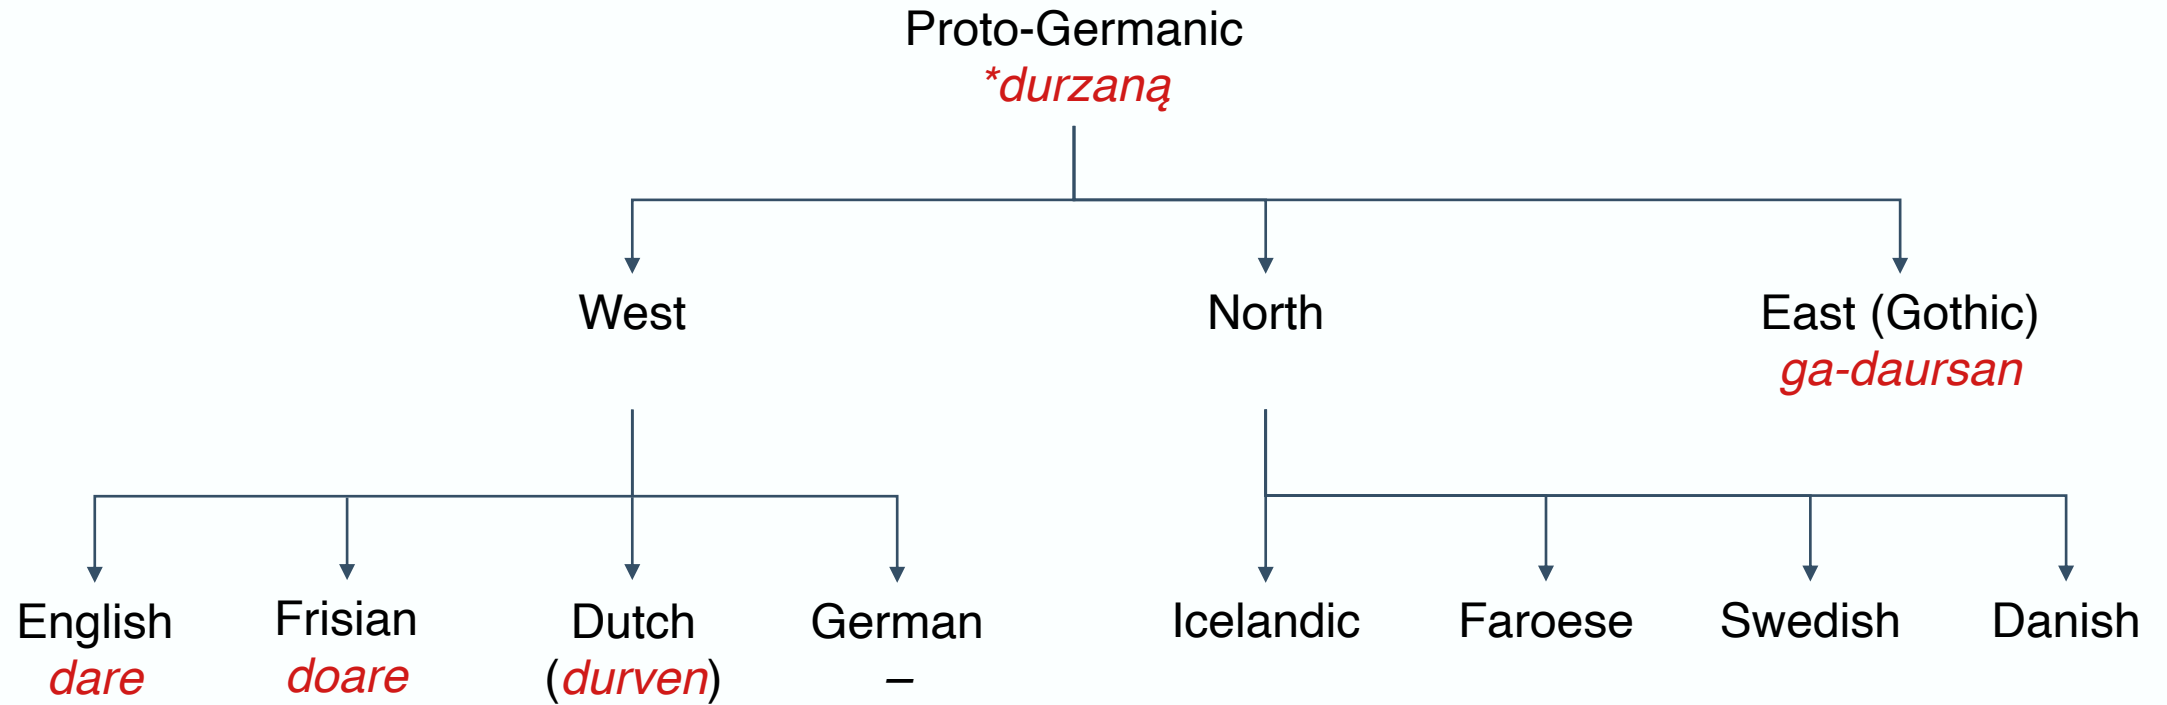 Proto-Germanic
*durzaną
West
North
East (Gothic)
ga-daursan
English
dare
Frisian
doare
Dutch
(durven)
German
–
Icelandic
Faroese
Swedish
Danish